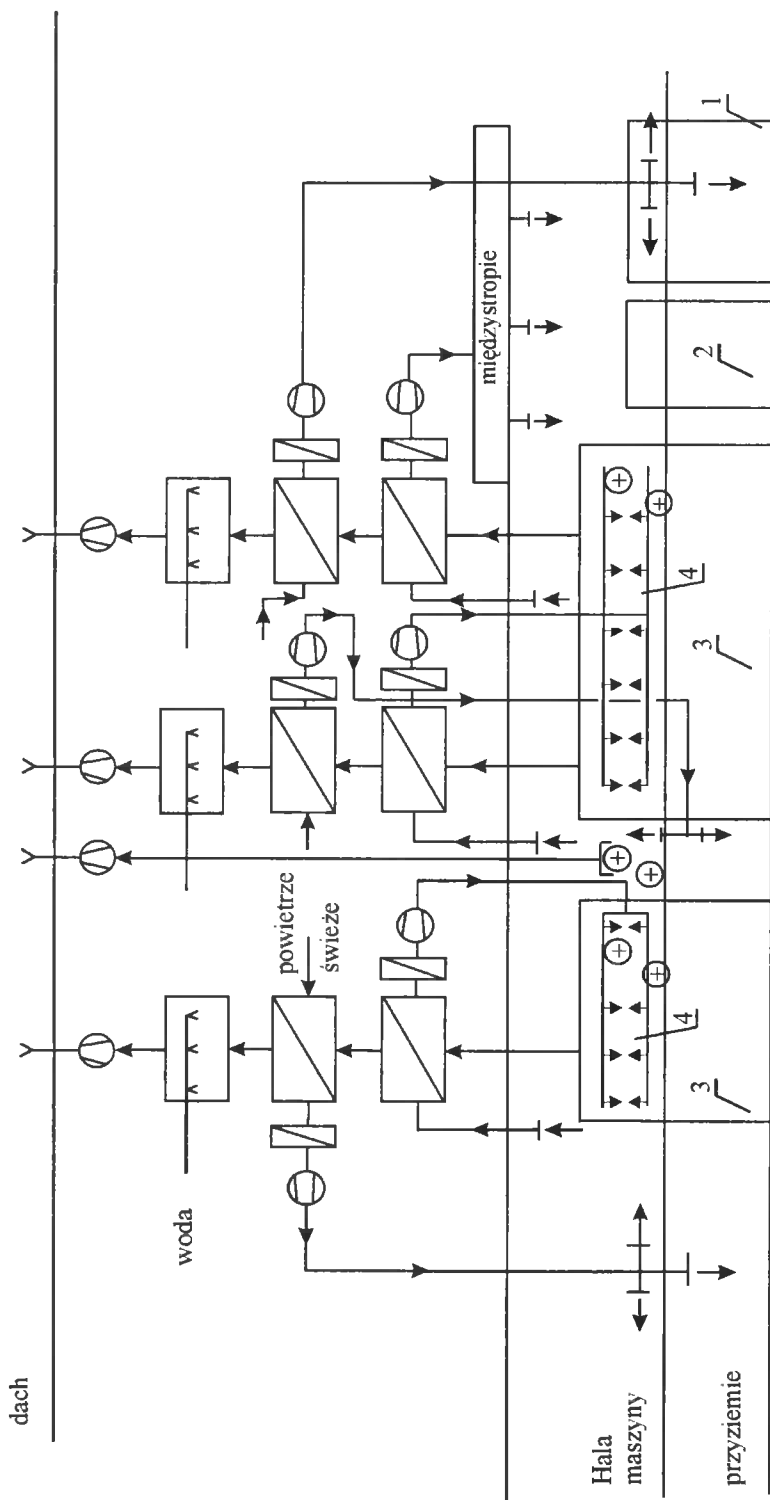 dach
woda
powietrze
świeże
międzystropie
Hala
maszyny
przyziemie
3
4
3
4
2
1